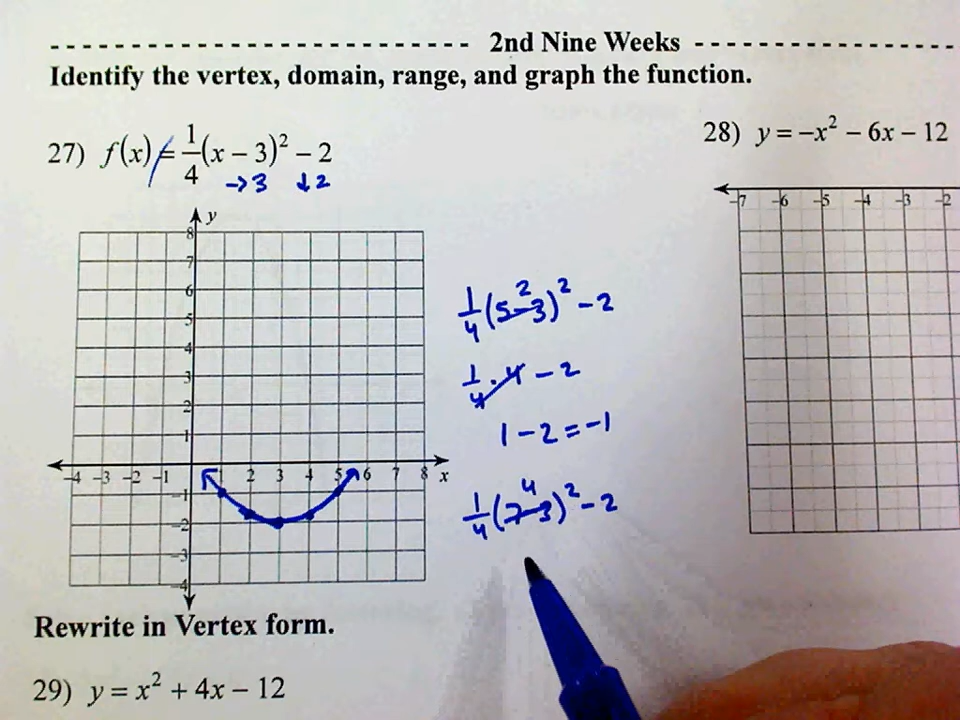 2nd Nine Weeks
Identify the vertex, domain, range, and graph the function.
27) f(x) = 1/4(x − 3)² − 2
→3 ↓2
28) y = −x² − 6x − 12
y
8
7
6
5
4
3
2
1
−4 −3 −2 −1 1 2 3 4 5 6 7 8 x
−1
−2
−3
−4
−7 −6 −5 −4 −3 −2
1/4(5-3)² - 2
2
1/4 · 4 - 2
1 - 2 = -1
1/4(7-3)² - 2
4
Rewrite in Vertex form.
29) y = x² + 4x − 12